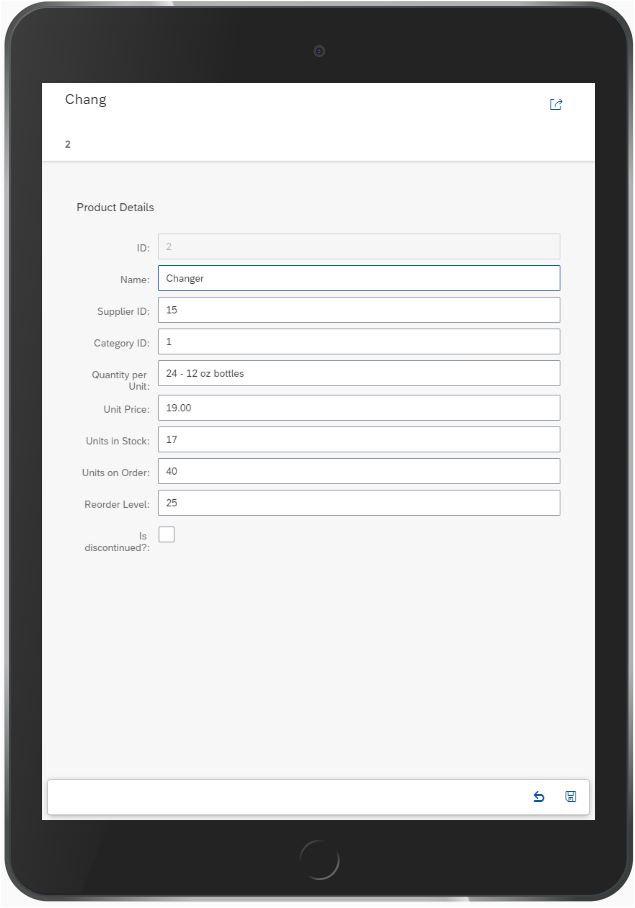 Chang
2
Product Details
ID: 2
Name: Changer
Supplier ID: 15
Category ID: 1
Quantity per
Unit: 24 - 12 oz bottles
Unit Price: 19.00
Units in Stock: 17
Units on Order: 40
Reorder Level: 25
Is
discontinued?: